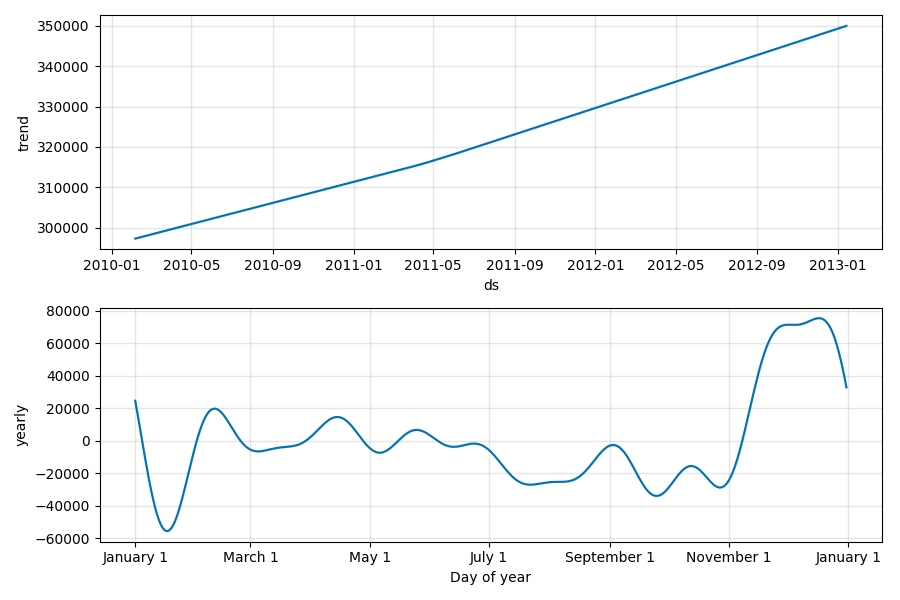 350000
340000
330000
320000
310000
300000
trend
2010-01 2010-05 2010-09 2011-01 2011-05 2011-09 2012-01 2012-05 2012-09 2013-01
ds
80000
60000
40000
20000
0
−20000
−40000
−60000
yearly
January 1 March 1 May 1 July 1 September 1 November 1 January 1
Day of year